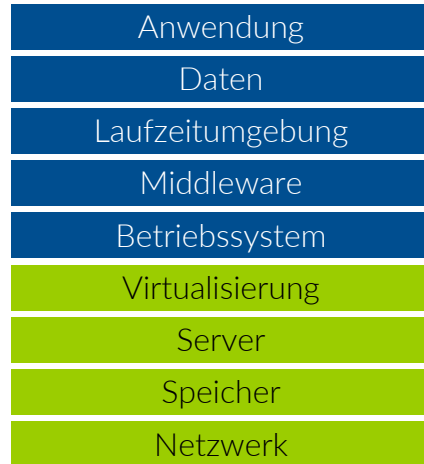 Anwendung
Daten
Laufzeitumgebung
Middleware
Betriebssystem
Virtualisierung
Server
Speicher
Netzwerk